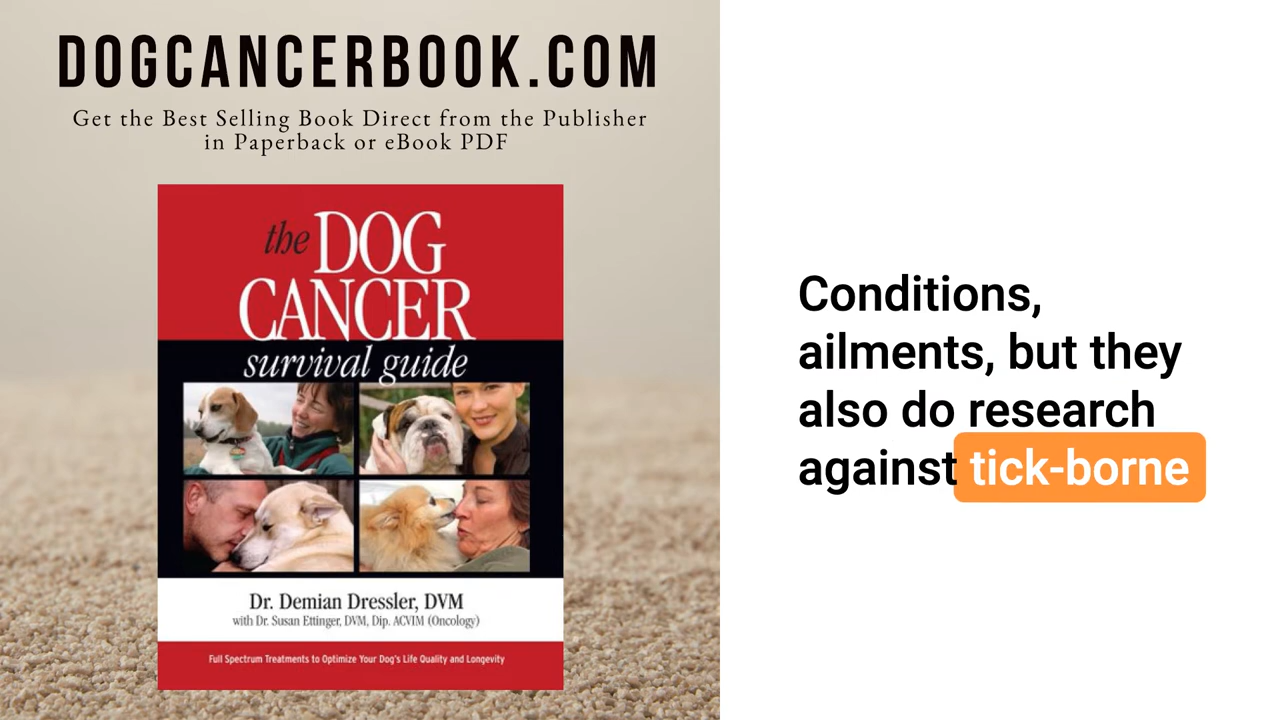 DOGCANCERBOOK.COM
Get the Best Selling Book Direct from the Publisher
in Paperback or eBook PDF
the DOG
CANCER
survival guide
Dr. Demian Dressler, DVM
with Dr. Susan Ettinger, DVM, Dip. ACVIM (Oncology)
Full Spectrum Treatments to Optimize Your Dog's Life Quality and Longevity
Conditions,
ailments, but they
also do research
against tick-borne